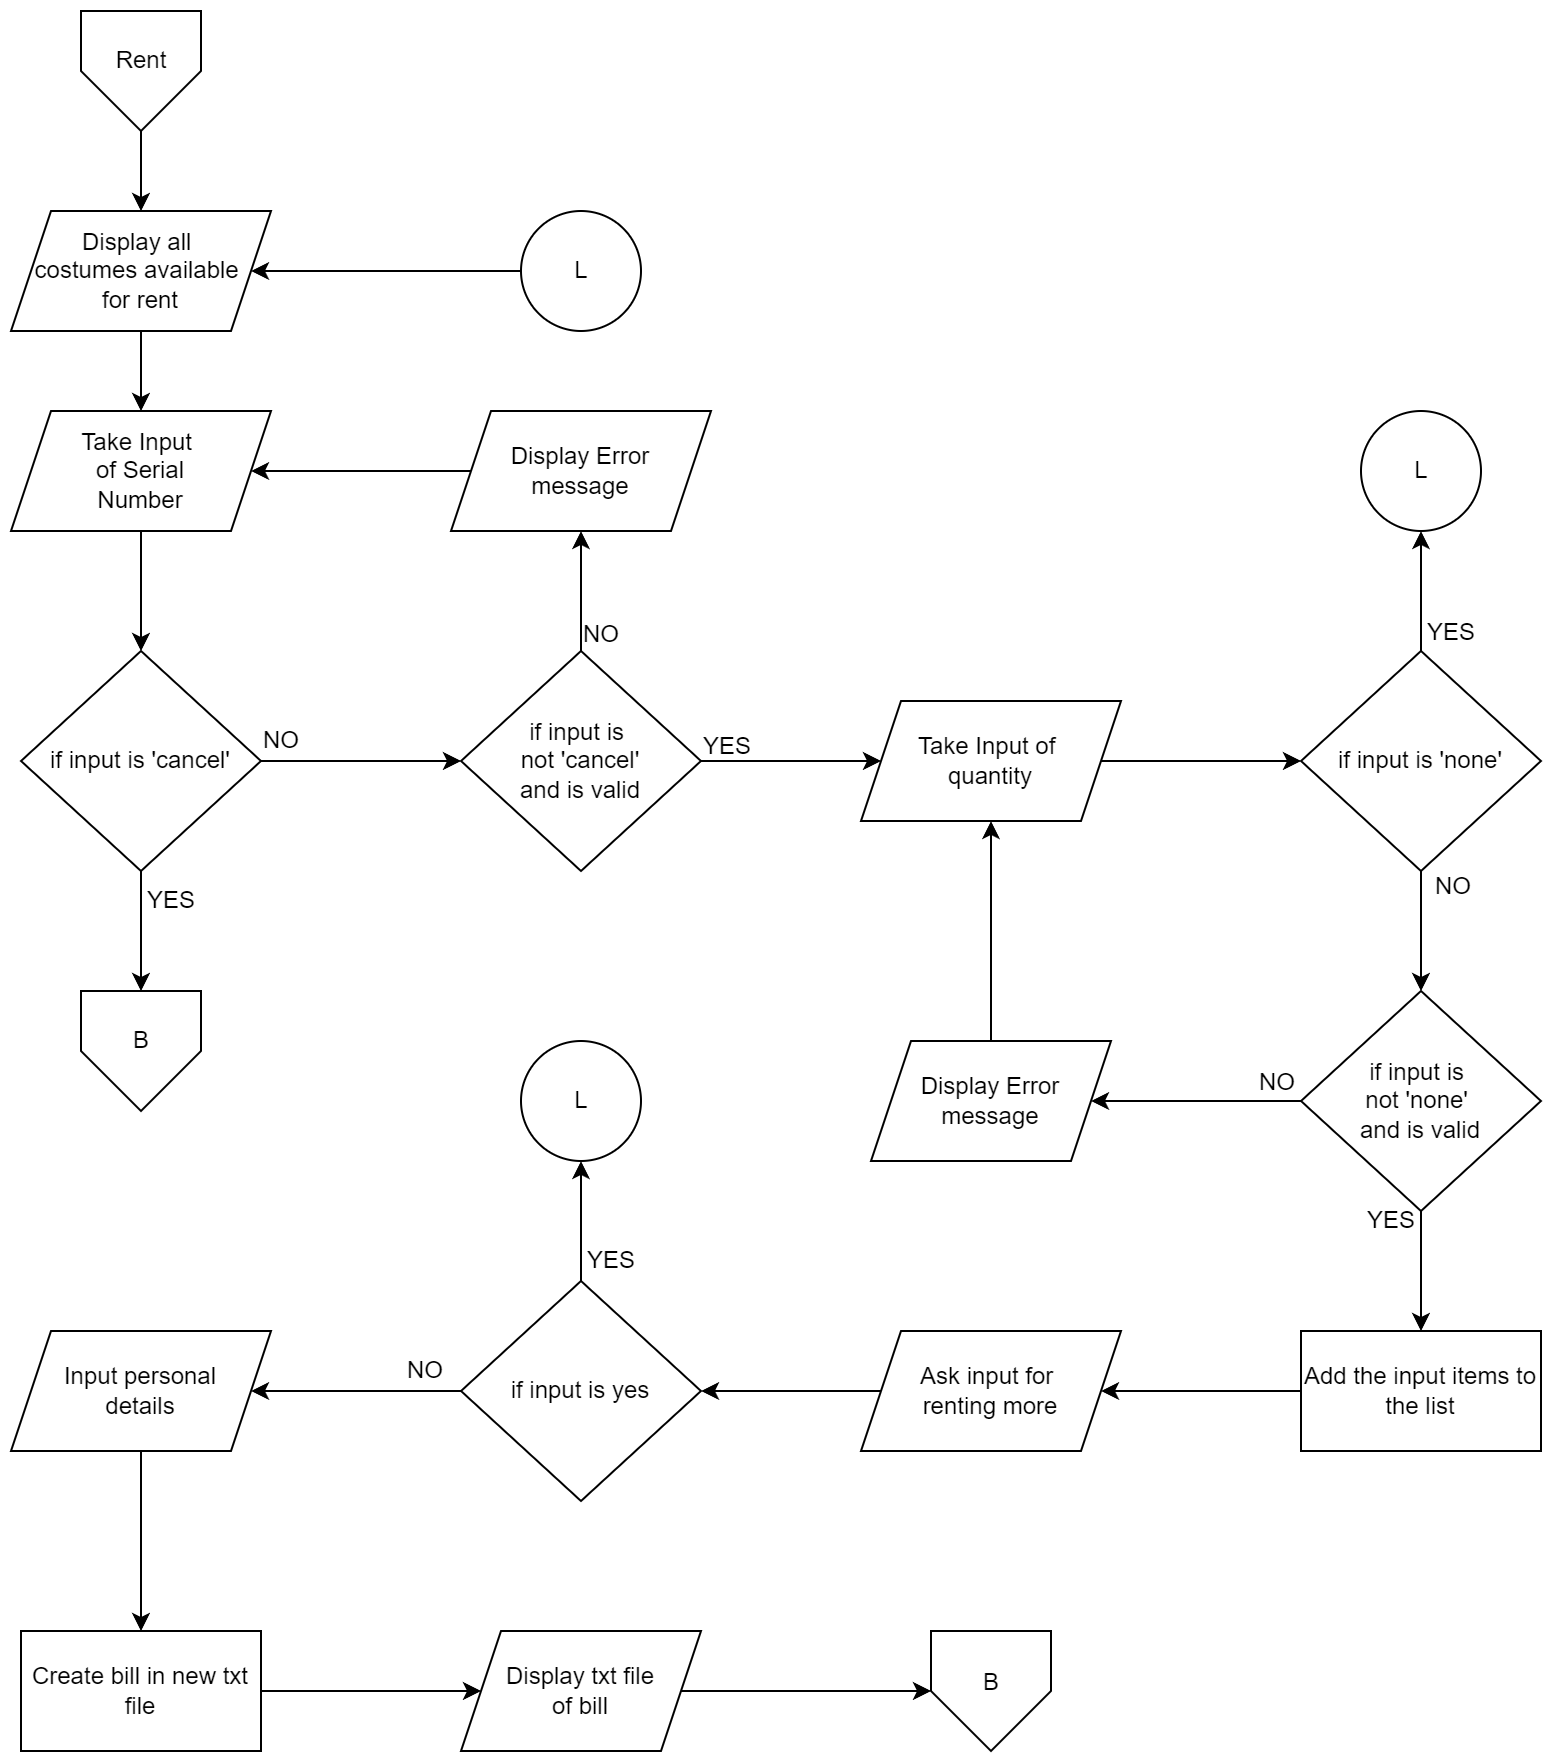 Rent
Display all
costumes available
for rent
L
Take Input
of Serial
Number
Display Error
message
L
NO
YES
if input is 'cancel'
NO
if input is
not 'cancel'
and is valid
YES
Take Input of
quantity
if input is 'none'
YES
NO
B
L
Display Error
message
NO
if input is
not 'none'
and is valid
YES
YES
Input personal
details
NO
if input is yes
Ask input for
renting more
Add the input items to
the list
Create bill in new txt
file
Display txt file
of bill
B